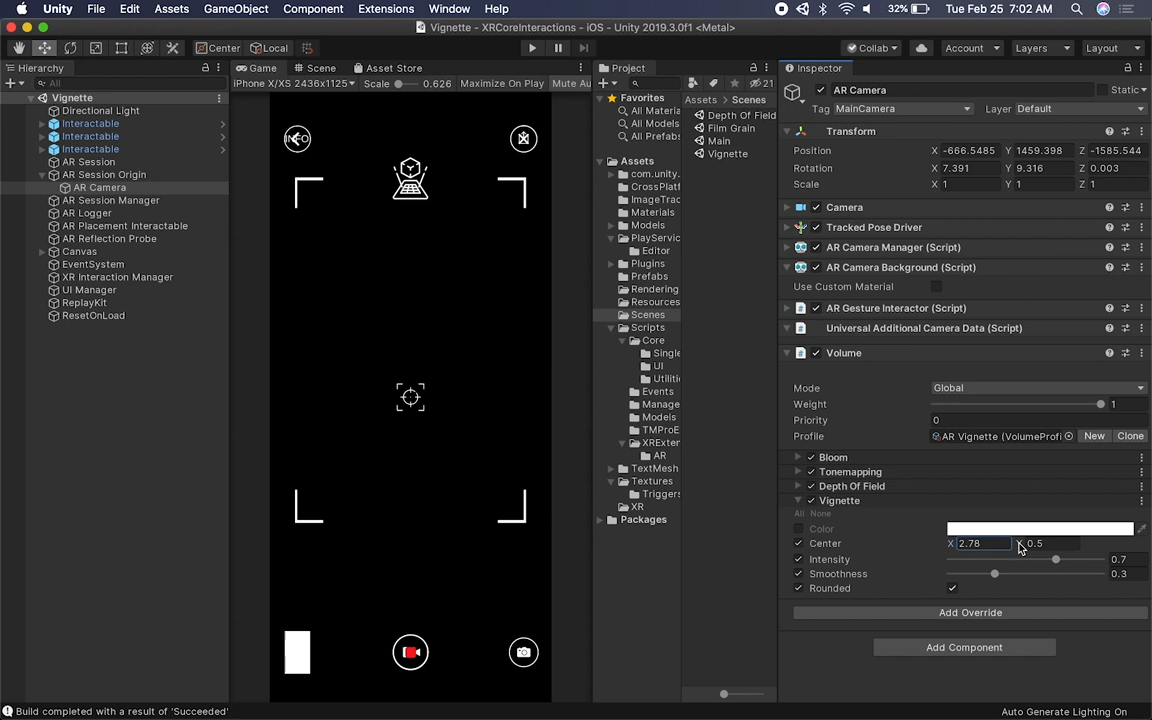 Unity File Edit Assets GameObject Component Extensions Window Help 32% Tue Feb 25 7:02 AM
Vignette - XRCoreInteractions - iOS - Unity 2019.3.0f1 <Metal>
Center Local Collab Account Layers Layout
Hierarchy Game Scene Asset Store Project Inspector
All iPhone X/XS 2436x1125 Scale 0.626 Maximize On Play Mute Au 21
Vignette
Directional Light
Interactable
Interactable
Interactable
AR Session
AR Session Origin
AR Camera
AR Session Manager
AR Logger
AR Placement Interactable
AR Reflection Probe
Canvas
EventSystem
XR Interaction Manager
UI Manager
ReplayKit
ResetOnLoad
Favorites
All Materia
All Models
All Prefabs
Assets
com.unity.
CrossPlatf
ImageTrac
Materials
Models
PlayServic
Editor
Plugins
Prefabs
Rendering
Resources
Scenes
Scripts
Core
Single
UI
Utilitie
Events
Manage
Models
TMProE
XRExten
AR
TextMesh
Textures
Triggers
XR
Packages
Assets > Scenes
Depth Of Field
Film Grain
Main
Vignette
AR Camera Static
Tag MainCamera Layer Default
Transform
Position X -666.5485 Y 1459.398 Z -1585.544
Rotation X 7.391 Y 9.316 Z 0.003
Scale X 1 Y 1 Z 1
Camera
Tracked Pose Driver
AR Camera Manager (Script)
AR Camera Background (Script)
Use Custom Material
AR Gesture Interactor (Script)
Universal Additional Camera Data (Script)
Volume
Mode Global
Weight 1
Priority 0
Profile AR Vignette (VolumeProfi New Clone
Bloom
Tonemapping
Depth Of Field
Vignette
All None
Color
Center X 2.78 Y 0.5
Intensity 0.7
Smoothness 0.3
Rounded
Add Override
Add Component
Build completed with a result of 'Succeeded' Auto Generate Lighting On